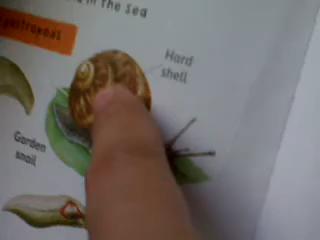 in the sea
gastropods
Hard
shell
Garden
snail